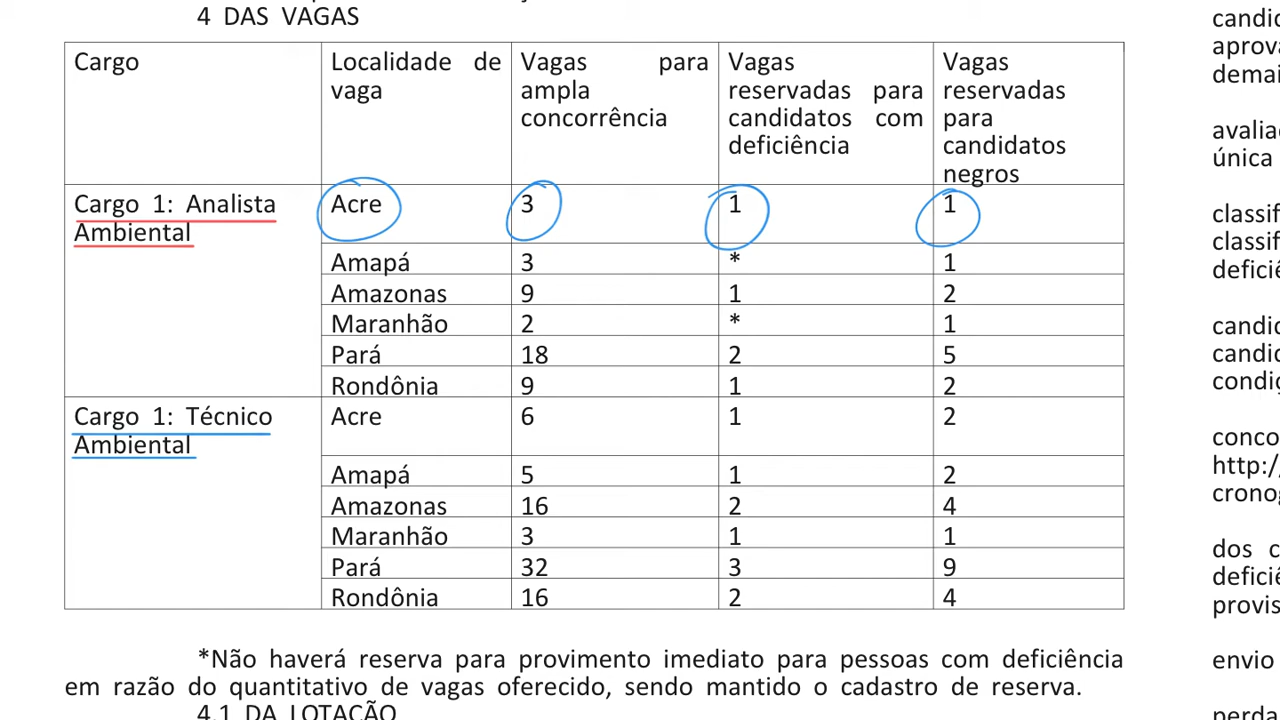 4 DAS VAGAS
Cargo
Localidade de vaga
Vagas para ampla concorrência
Vagas reservadas para candidatos com deficiência
Vagas reservadas para candidatos negros
Cargo 1: Analista Ambiental
Acre 3 1 1
Amapá 3 * 1
Amazonas 9 1 2
Maranhão 2 * 1
Pará 18 2 5
Rondônia 9 1 2
Cargo 1: Técnico Ambiental
Acre 6 1 2
Amapá 5 1 2
Amazonas 16 2 4
Maranhão 3 1 1
Pará 32 3 9
Rondônia 16 2 4
*Não haverá reserva para provimento imediato para pessoas com deficiência
em razão do quantitativo de vagas oferecido, sendo mantido o cadastro de reserva.
4.1 DA LOTAÇÃO
única
conco
http:/
dos c
envio